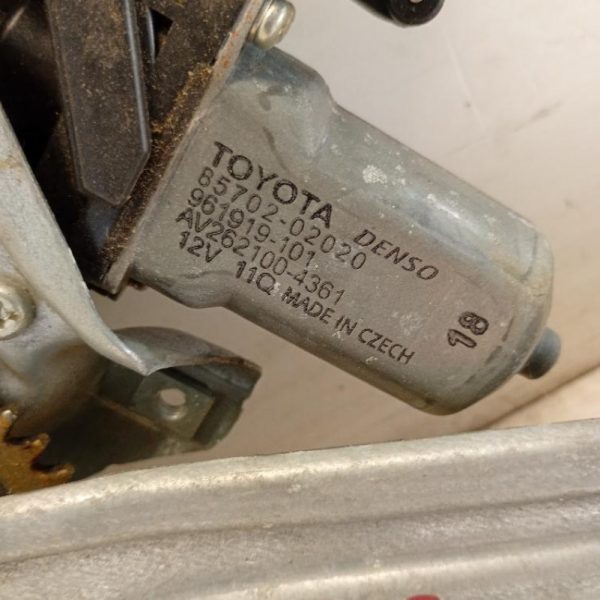 TOYOTA
85702-02020
961919-101 DENSO
AV262100-4361
12V 11Q MADE IN CZECH
18